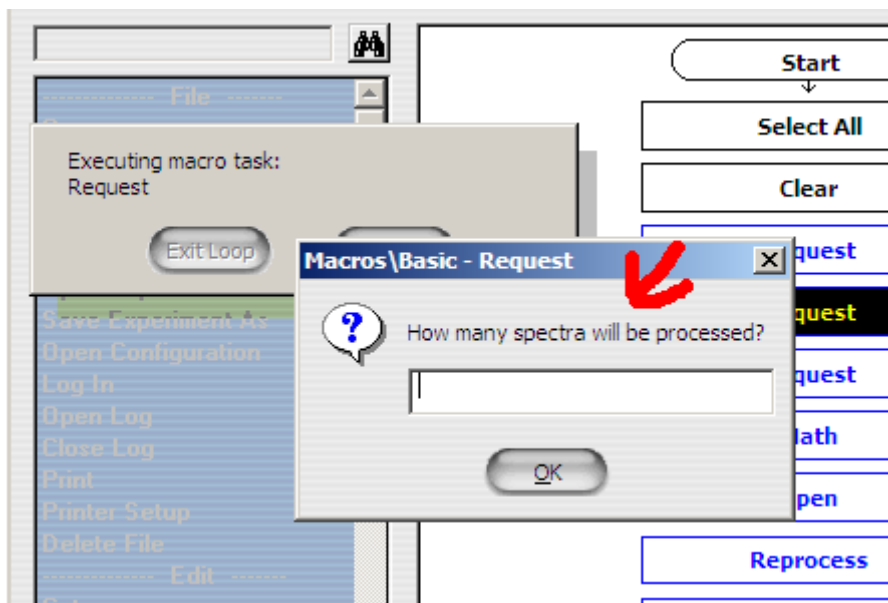 -------------- File -------
Executing macro task:
Request
Exit Loop
Save Experiment As
Open Configuration
Log In
Open Log
Close Log
Print
Printer Setup
Delete File
-------------- Edit -------
Macros\Basic - Request
How many spectra will be processed?
OK
Start
Select All
Clear
quest
quest
quest
ath
pen
Reprocess